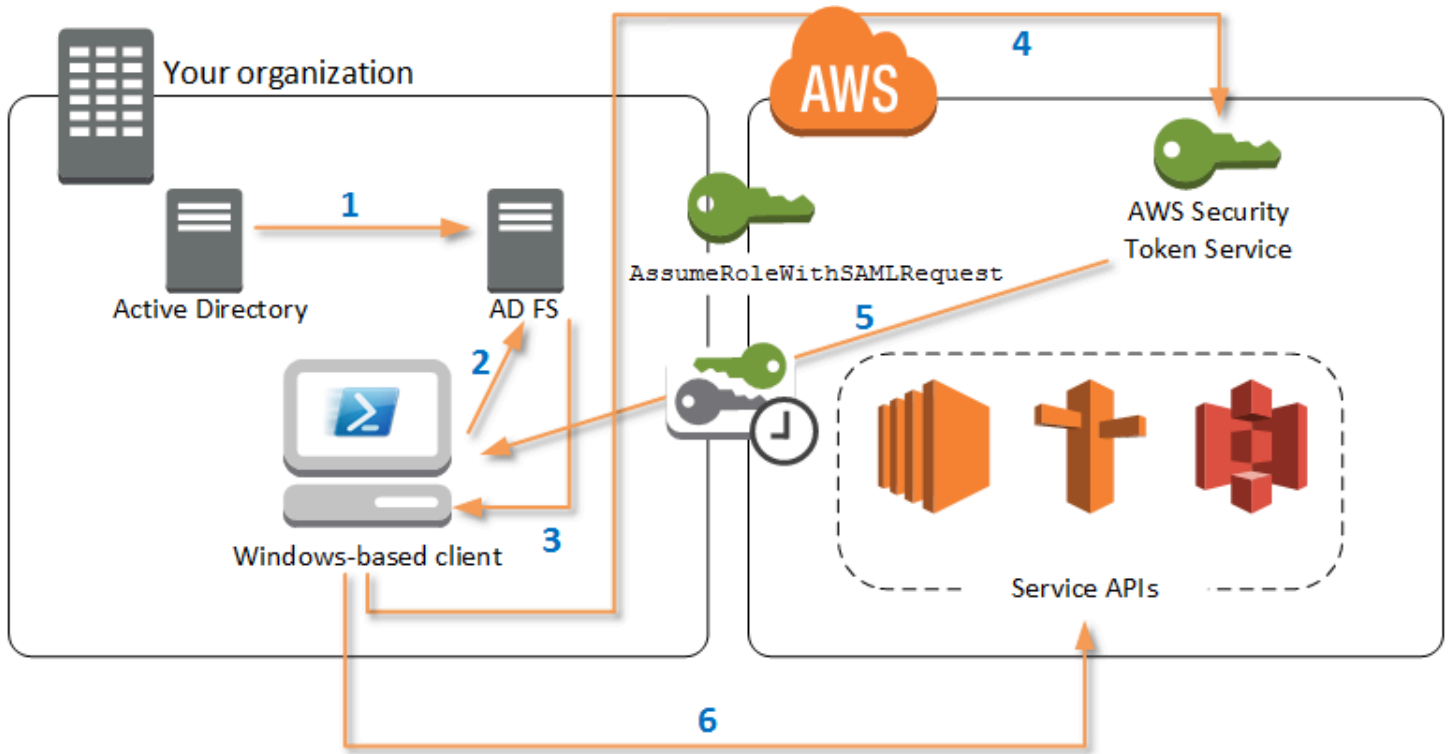 Your organization
AWS
4
1
AWS Security
Token Service
AssumeRoleWithSAMLRequest
Active Directory
AD FS
5
2
3
Windows-based client
Service APIs
6